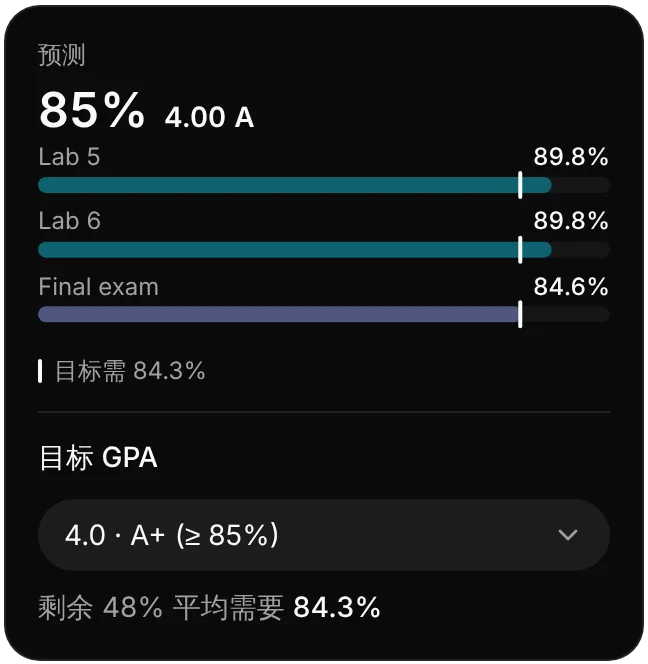 预测
85% 4.00 A
Lab 5 89.8%
Lab 6 89.8%
Final exam 84.6%
目标需 84.3%
目标 GPA
4.0 · A+ (≥ 85%)
剩余 48% 平均需要 84.3%